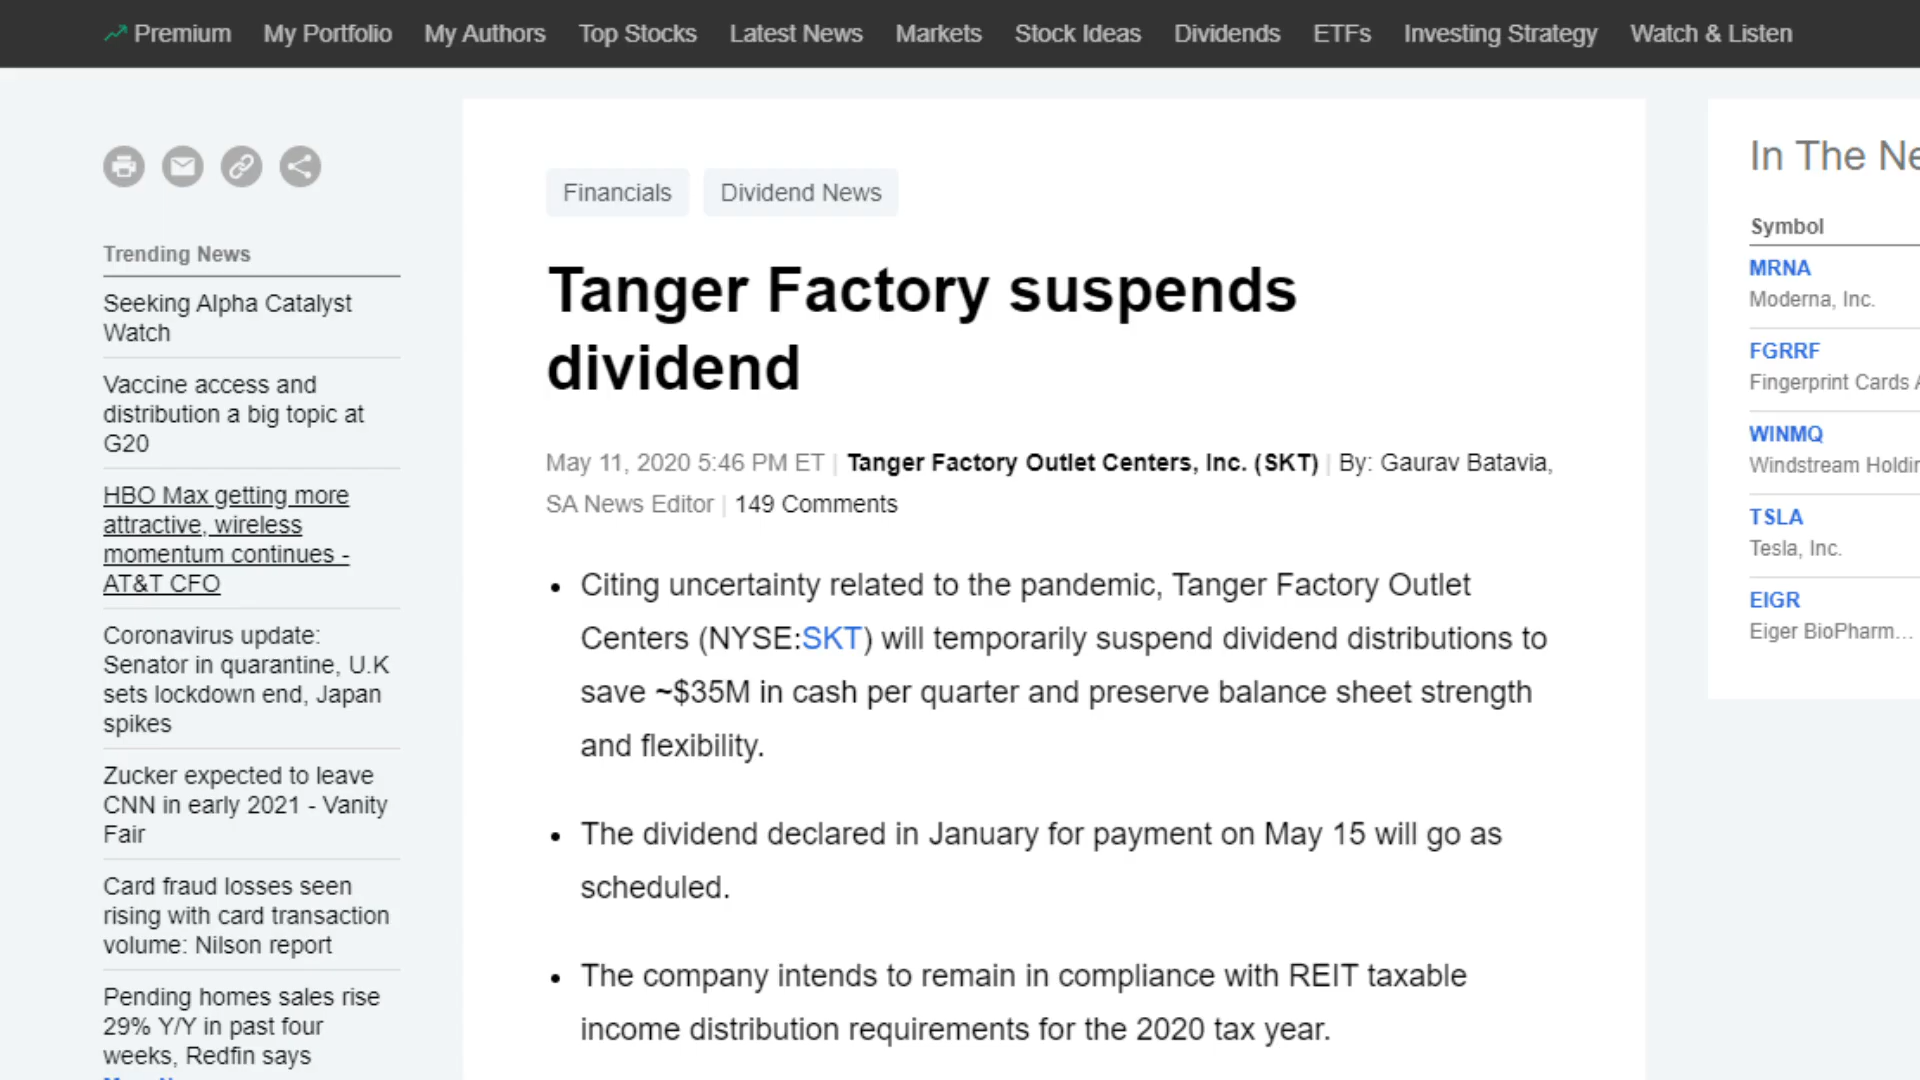 Premium My Portfolio My Authors Top Stocks Latest News Markets Stock Ideas Dividends ETFs Investing Strategy Watch & Listen
Trending News
Seeking Alpha Catalyst
Watch
Vaccine access and
distribution a big topic at
G20
HBO Max getting more
attractive, wireless
momentum continues -
AT&T CFO
Coronavirus update:
Senator in quarantine, U.K
sets lockdown end, Japan
spikes
Zucker expected to leave
CNN in early 2021 - Vanity
Fair
Card fraud losses seen
rising with card transaction
volume: Nilson report
Pending homes sales rise
29% Y/Y in past four
weeks, Redfin says
Financials Dividend News
Tanger Factory suspends
dividend
May 11, 2020 5:46 PM ET | Tanger Factory Outlet Centers, Inc. (SKT) | By: Gaurav Batavia,
SA News Editor | 149 Comments
• Citing uncertainty related to the pandemic, Tanger Factory Outlet
Centers (NYSE:SKT) will temporarily suspend dividend distributions to
save ~$35M in cash per quarter and preserve balance sheet strength
and flexibility.
• The dividend declared in January for payment on May 15 will go as
scheduled.
• The company intends to remain in compliance with REIT taxable
income distribution requirements for the 2020 tax year.
In The Ne
Symbol
MRNA
Moderna, Inc.
FGRRF
Fingerprint Cards
WINMQ
Windstream Holdin
TSLA
Tesla, Inc.
EIGR
Eiger BioPharm...